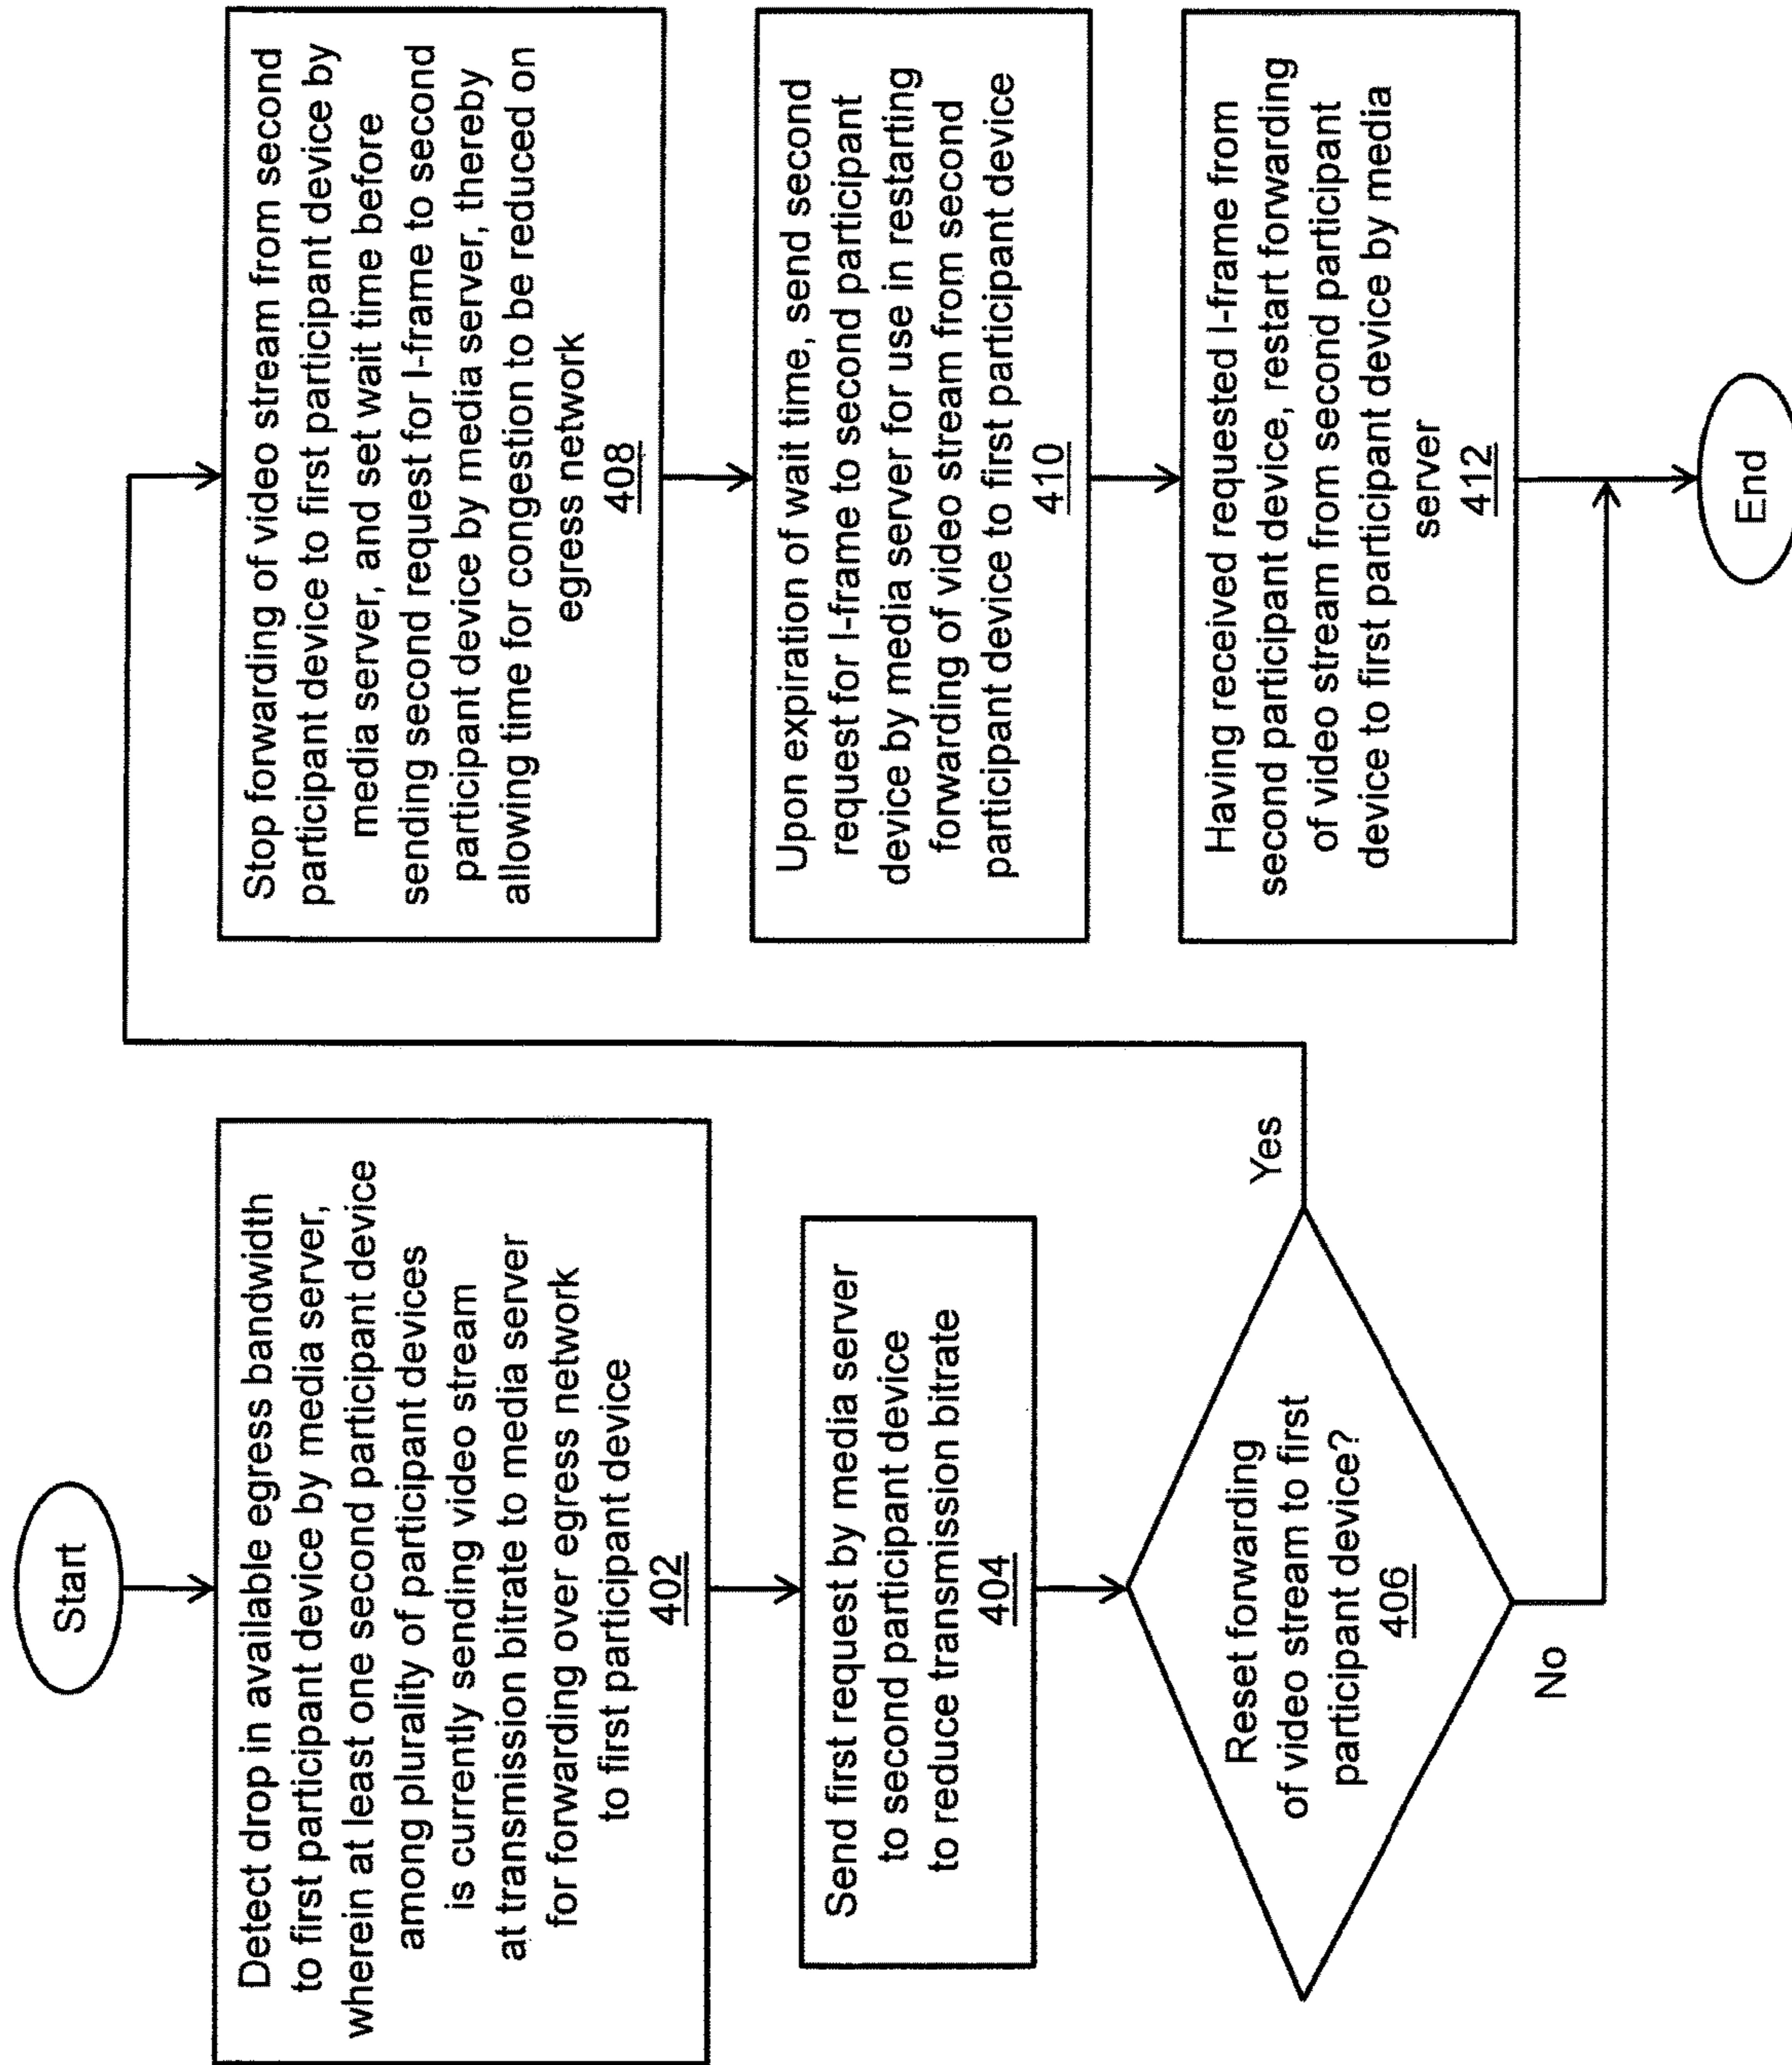 Start
Detect drop in available egress bandwidth
to first participant device by media server,
wherein at least one second participant device
among plurality of participant devices
is currently sending video stream
at transmission bitrate to media server
for forwarding over egress network
to first participant device
402
Send first request by media server
to second participant device
to reduce transmission bitrate
404
Reset forwarding
of video stream to first
participant device?
406
Yes
No
Stop forwarding of video stream from second
participant device to first participant device by
media server, and set wait time before
sending second request for I-frame to second
participant device by media server, thereby
allowing time for congestion to be reduced on
egress network
408
Upon expiration of wait time, send second
request for I-frame to second participant
device by media server for use in restarting
forwarding of video stream from second
participant device to first participant device
410
Having received requested I-frame from
second participant device, restart forwarding
of video stream from second participant
device to first participant device by media
server
412
End